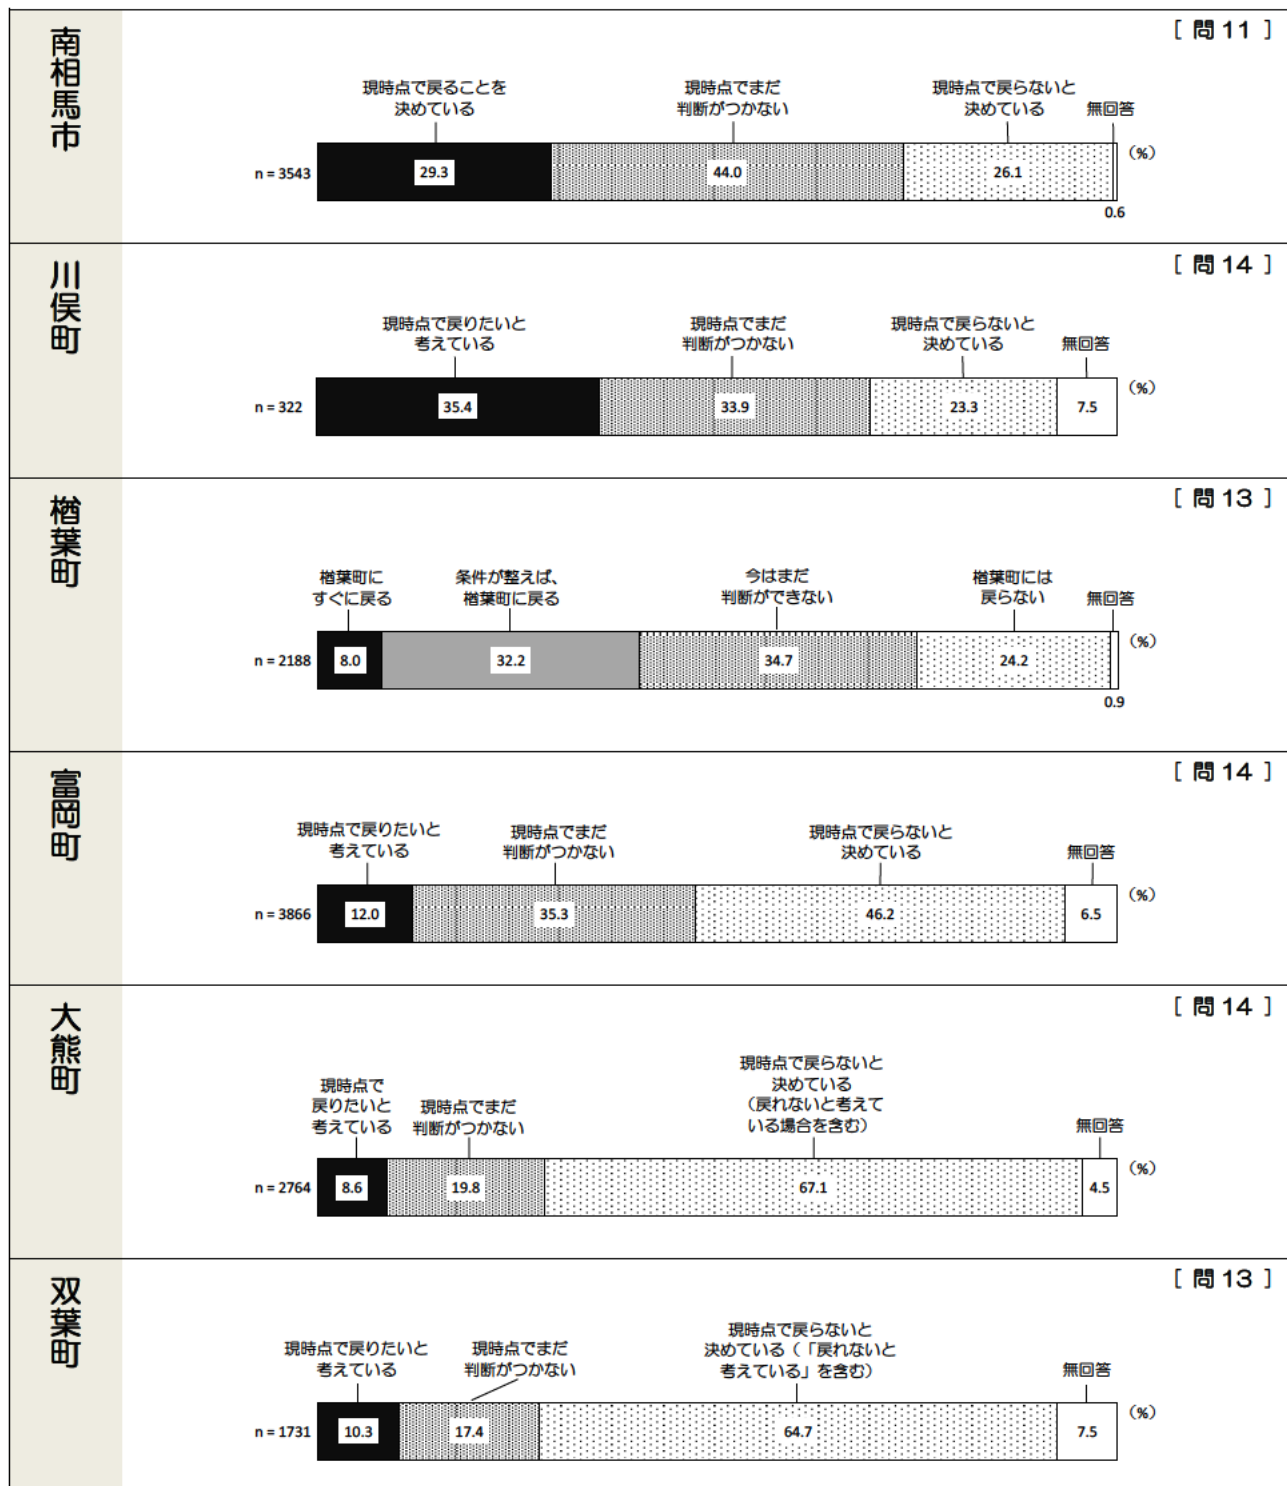 南相馬市
[ 問11 ]
現時点で戻ることを
決めている
現時点でまだ
判断がつかない
現時点で戻らないと
決めている
無回答
(%)
n = 3543
29.3
44.0
26.1
0.6
川俣町
[ 問14 ]
現時点で戻りたいと
考えている
現時点でまだ
判断がつかない
現時点で戻らないと
決めている
無回答
(%)
n = 322
35.4
33.9
23.3
7.5
楢葉町
[ 問13 ]
楢葉町に
すぐに戻る
条件が整えば、
楢葉町に戻る
今はまだ
判断ができない
楢葉町には
戻らない
無回答
(%)
n = 2188
8.0
32.2
34.7
24.2
0.9
富岡町
[ 問14 ]
現時点で戻りたいと
考えている
現時点でまだ
判断がつかない
現時点で戻らないと
決めている
無回答
(%)
n = 3866
12.0
35.3
46.2
6.5
大熊町
[ 問14 ]
現時点で
戻りたいと
考えている
現時点でまだ
判断がつかない
現時点で戻らないと
決めている
(戻れないと考えて
いる場合を含む)
無回答
(%)
n = 2764
8.6
19.8
67.1
4.5
双葉町
[ 問13 ]
現時点で戻りたいと
考えている
現時点でまだ
判断がつかない
現時点で戻らないと
決めている(「戻れないと
考えている」を含む)
無回答
(%)
n = 1731
10.3
17.4
64.7
7.5